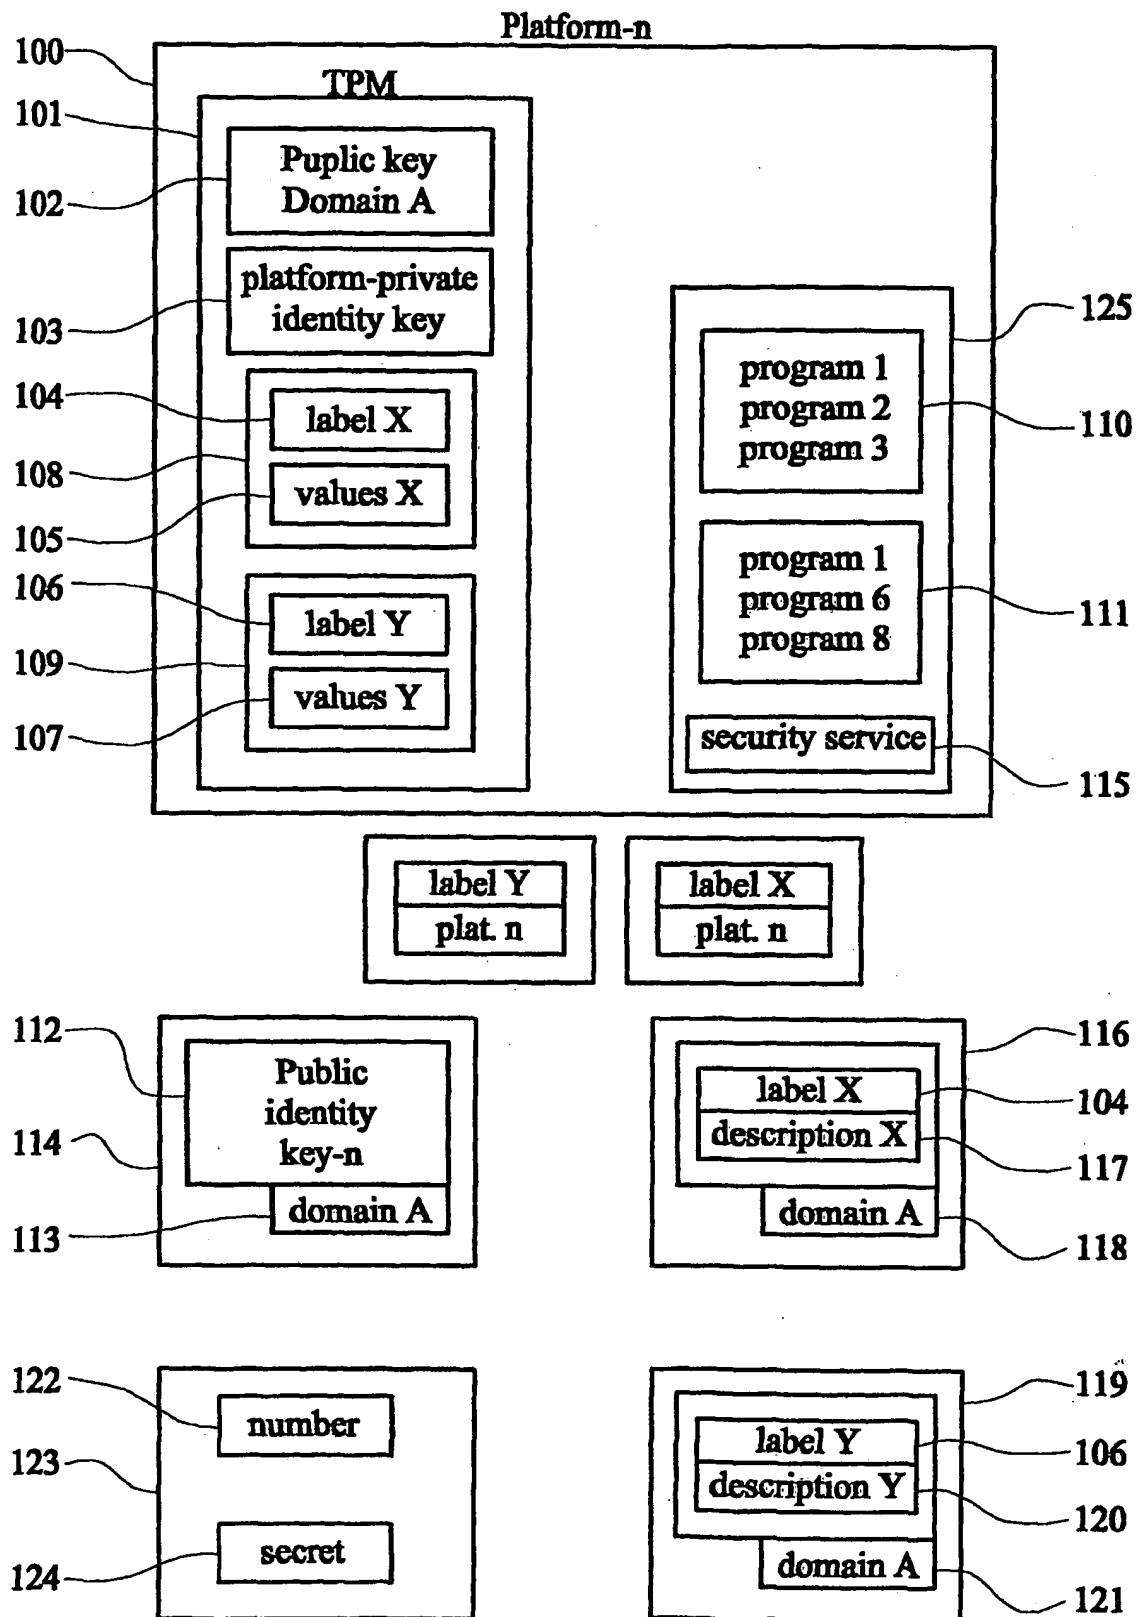 Platform-n
100
TPM
101
Puplic key
Domain A
102
platform-private
identity key
103
125
program 1
program 2
program 3
110
104
label X
108
values X
105
program 1
program 6
program 8
111
106
label Y
109
values Y
107
security service
115
label Y
plat. n
label X
plat. n
112
Public
identity
key-n
114
domain A
113
116
label X
104
description X
117
domain A
118
122
number
123
secret
124
119
label Y
106
description Y
120
domain A
121